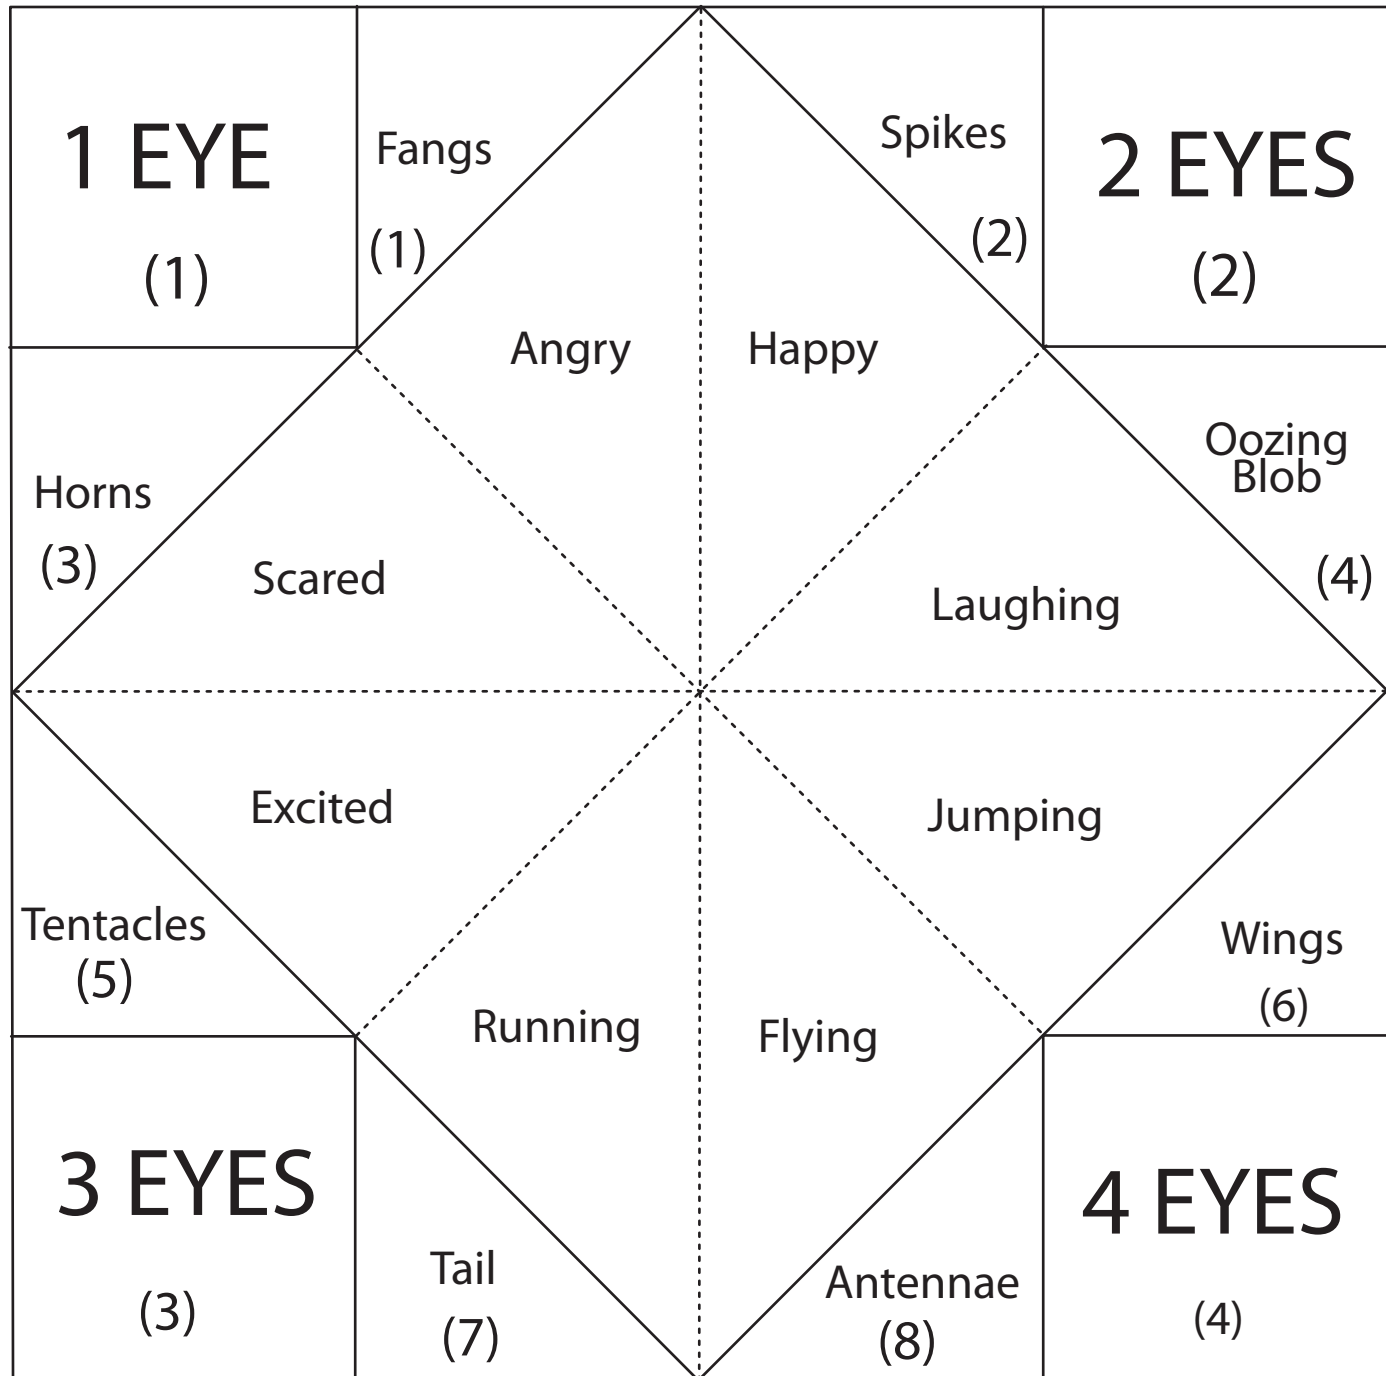 1 EYE
(1)
Fangs
(1)
Spikes
(2)
2 EYES
(2)
Angry
Happy
Horns
(3)
Scared
Laughing
Oozing
Blob
(4)
Excited
Jumping
Tentacles
(5)
Running
Flying
Wings
(6)
3 EYES
(3)
Tail
(7)
Antennae
(8)
4 EYES
(4)